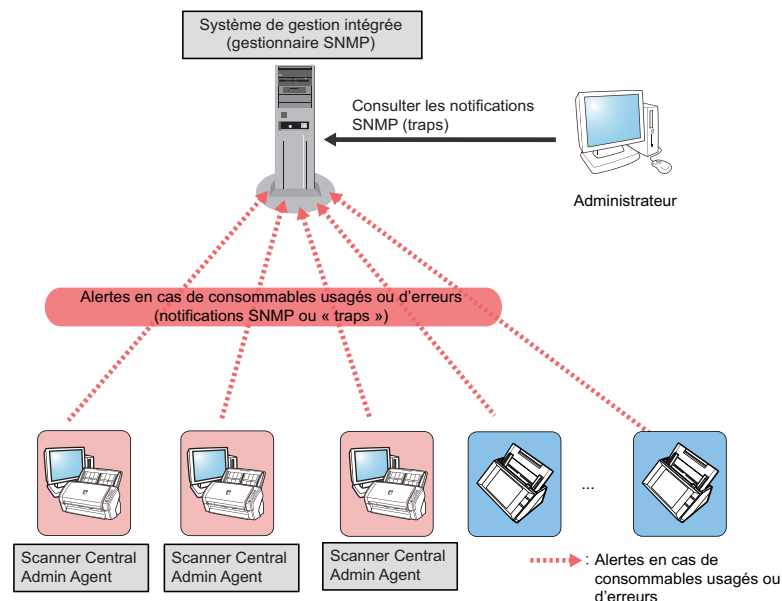 Système de gestion intégrée
(gestionnaire SNMP)
Consulter les notifications
SNMP (traps)
Administrateur
Alertes en cas de consommables usagés ou d'erreurs
(notifications SNMP ou « traps »)
...
Scanner Central
Admin Agent
Scanner Central
Admin Agent
Scanner Central
Admin Agent
: Alertes en cas de
consommables usagés ou
d'erreurs